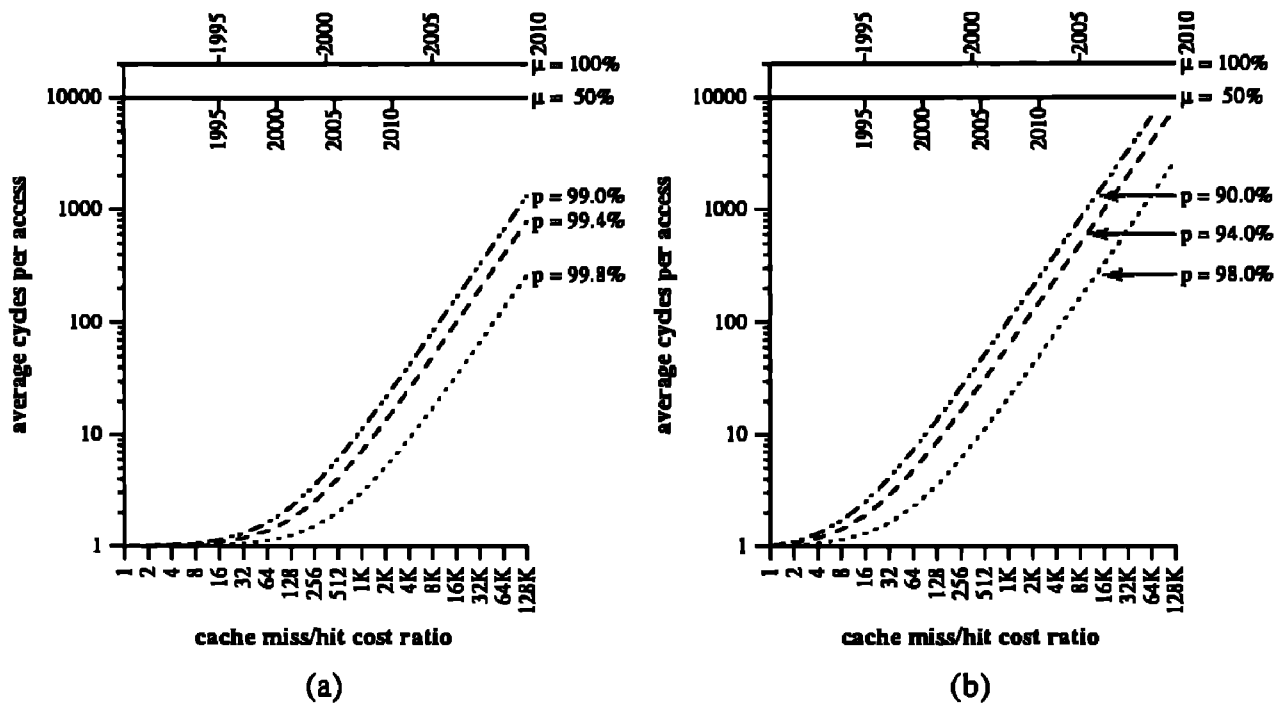 1995 2000 2005 2010
μ = 100%
10000
μ = 50%
1995 2000 2005 2010
average cycles per access
1000
p = 99.0%
p = 99.4%
p = 99.8%
100
10
1
1 2 4 8 16 32 64 128 256 512 1K 2K 4K 8K 16K 32K 64K 128K
cache miss/hit cost ratio
(a)
1995 2000 2005 2010
μ = 100%
10000
μ = 50%
1995 2000 2005 2010
average cycles per access
1000
p = 90.0%
p = 94.0%
p = 98.0%
100
10
1
1 2 4 8 16 32 64 128 256 512 1K 2K 4K 8K 16K 32K 64K 128K
cache miss/hit cost ratio
(b)